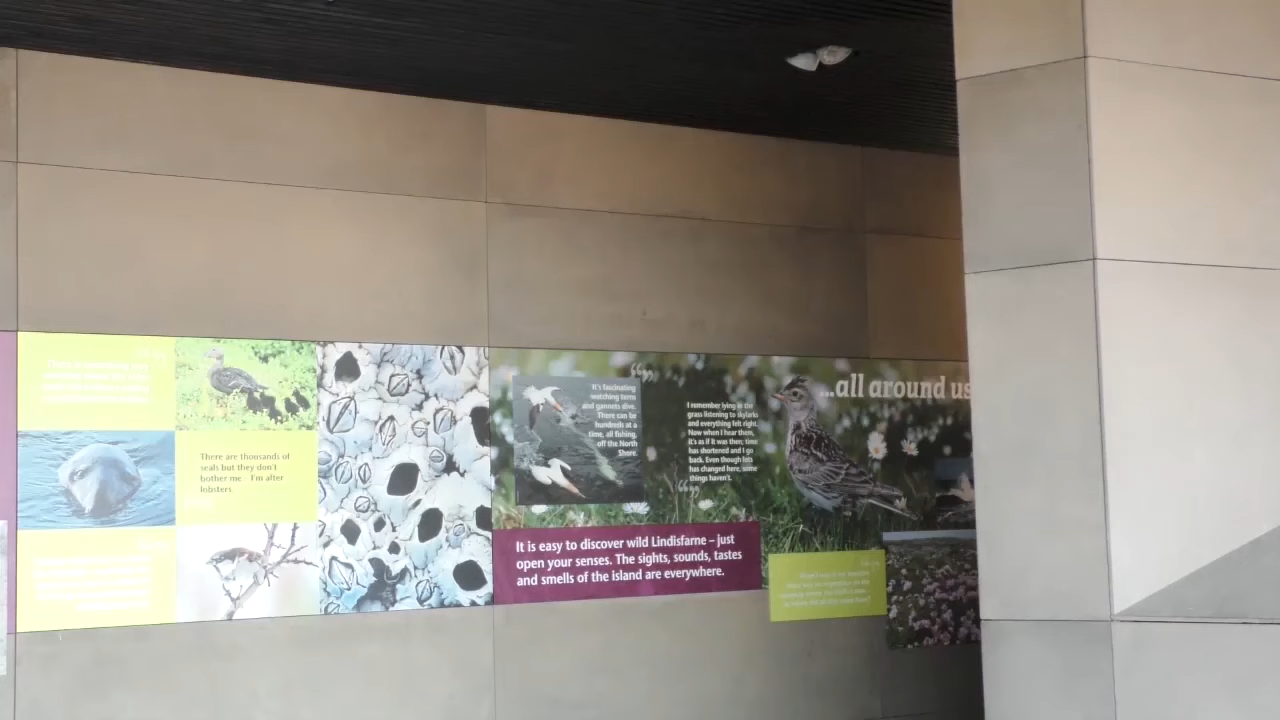 There are thousands of
seals but they don't
bother me. I'm after
lobsters.
'It's fascinating
watching terns
and gannets dive.
There can be
hundreds at a
time, all fishing,
off the North
Shore.
I remember lying in the
grass listening to skylarks
and everything felt right.
Now when I hear them,
it's as if it was then; time
has shortened and I go
back. Even though lots
has changed here, some
things haven't.
...all around us
It is easy to discover wild Lindisfarne – just
open your senses. The sights, sounds, tastes
and smells of the island are everywhere.